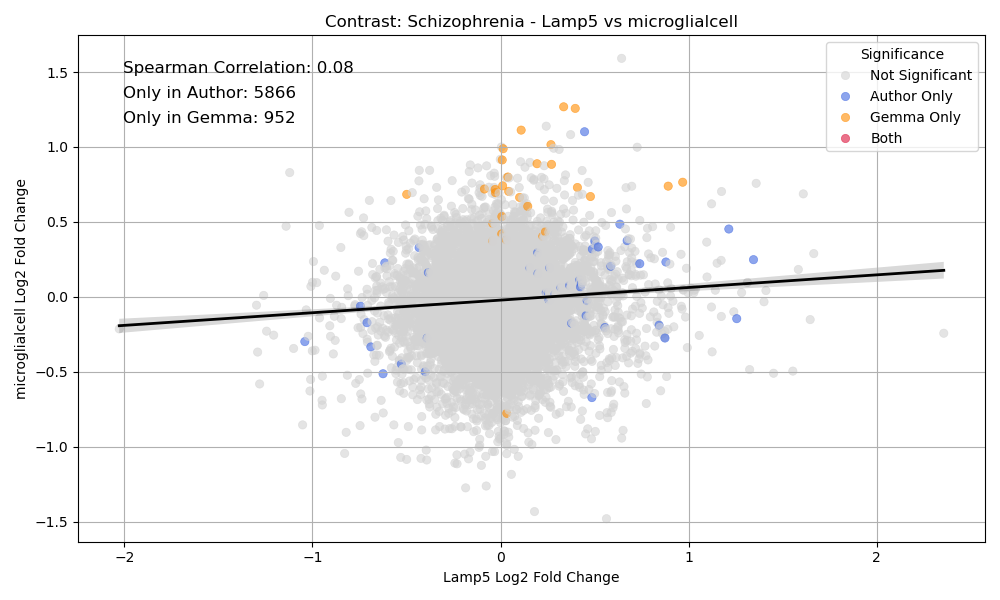 Contrast: Schizophrenia - Lamp5 vs microglialcell
Spearman Correlation: 0.08
Only in Author: 5866
Only in Gemma: 952
Significance
Not Significant
Author Only
Gemma Only
Both
microglialcell Log2 Fold Change
1.5
1.0
0.5
0.0
−0.5
−1.0
−1.5
−2
−1
0
1
2
Lamp5 Log2 Fold Change